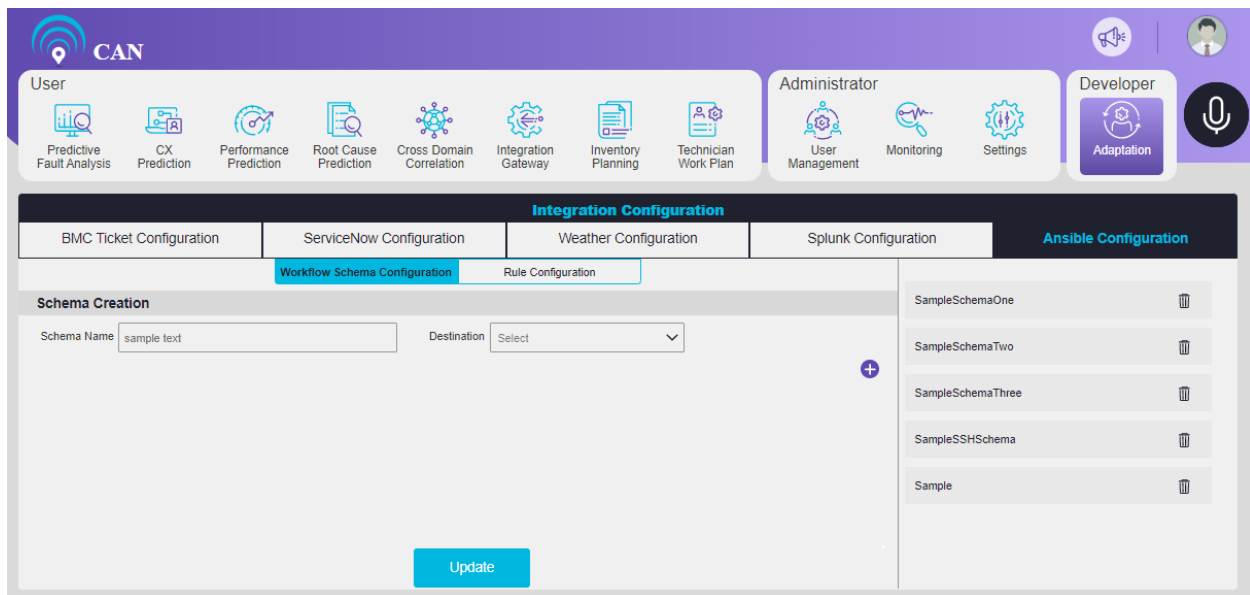 CAN
User
Administrator
Developer
Predictive
Fault Analysis
CX
Prediction
Performance
Prediction
Root Cause
Prediction
Cross Domain
Correlation
Integration
Gateway
Inventory
Planning
Technician
Work Plan
User
Management
Monitoring
Settings
Adaptation
Integration Configuration
BMC Ticket Configuration
ServiceNow Configuration
Weather Configuration
Splunk Configuration
Ansible Configuration
Workflow Schema Configuration
Rule Configuration
Schema Creation
Schema Name
sample text
Destination
Select
Update
SampleSchemaOne
SampleSchemaTwo
SampleSchemaThree
SampleSSHSchema
Sample